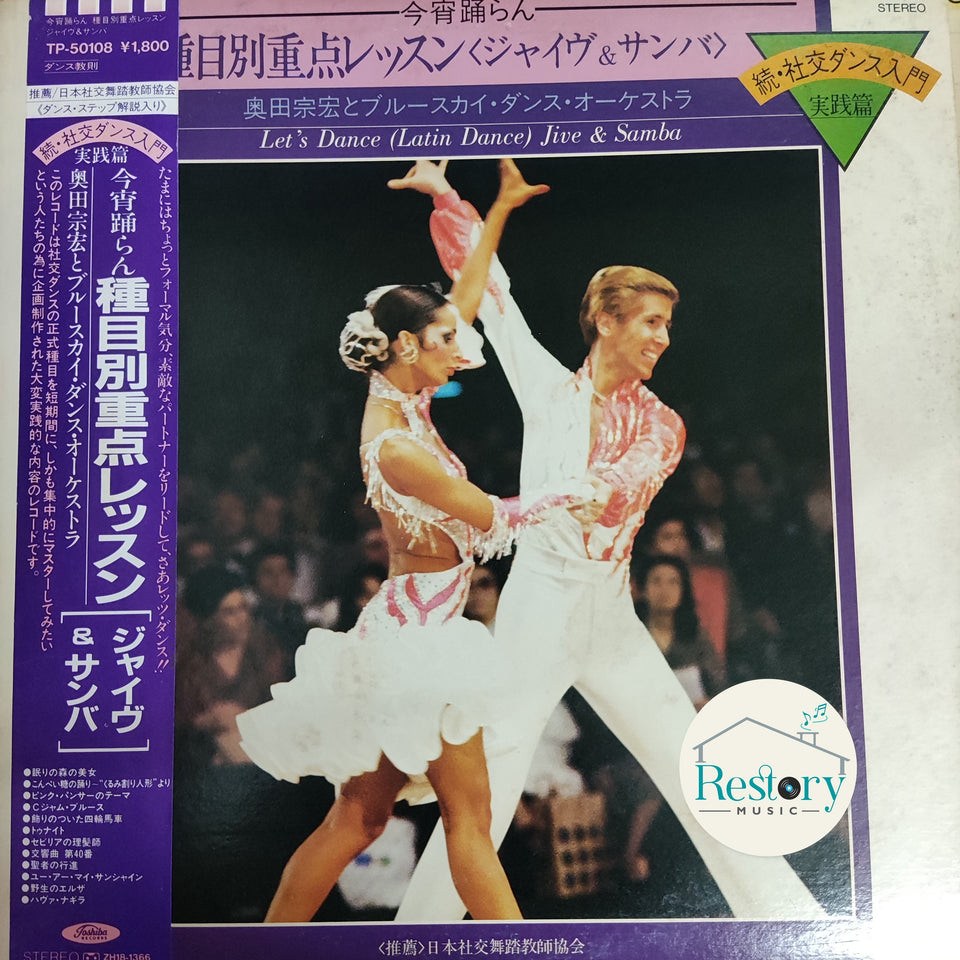 今宵踊らん 種目別重点レッスン
ジャイヴ&サンバ
TP-50108 ¥1,800
ダンス教則
推薦/日本社交舞踏教師協会
《ダンス・ステップ解説入り》
続・社交ダンス入門
実践篇
たまにはちょっとフォーマル気分、素敵なパートナーをリードして、さあレッツ・ダンス!!
今宵踊らん 種目別重点レッスン
[ジャイヴ&サンバ]
奥田宗宏とブルースカイ・ダンス・オーケストラ
このレコードは社交ダンスの正式種目を短期間に、しかも集中的にマスターしてみたい
という人たちの為に企画制作された大変実践的な内容のレコードです。
●眠りの森の美女
●こんぺい糖の踊り−"くるみ割り人形"より
●ピンク・パンサーのテーマ
●Cジャム・ブルース
●飾りのついた四輪馬車
●トゥナイト
●セビリアの理髪師
●交響曲 第40番
●聖者の行進
●ユー・アー・マイ・サンシャイン
●野生のエルザ
●ハヴァ・ナギラ
Toshiba
RECORDS
STEREO ZH18-1366
今宵踊らん
種目別重点レッスン〈ジャイヴ&サンバ〉
奥田宗宏とブルースカイ・ダンス・オーケストラ
Let's Dance (Latin Dance) Jive & Samba
STEREO
続・社交ダンス入門
実践篇
Restory
MUSIC
〈推薦〉日本社交舞踏教師協会